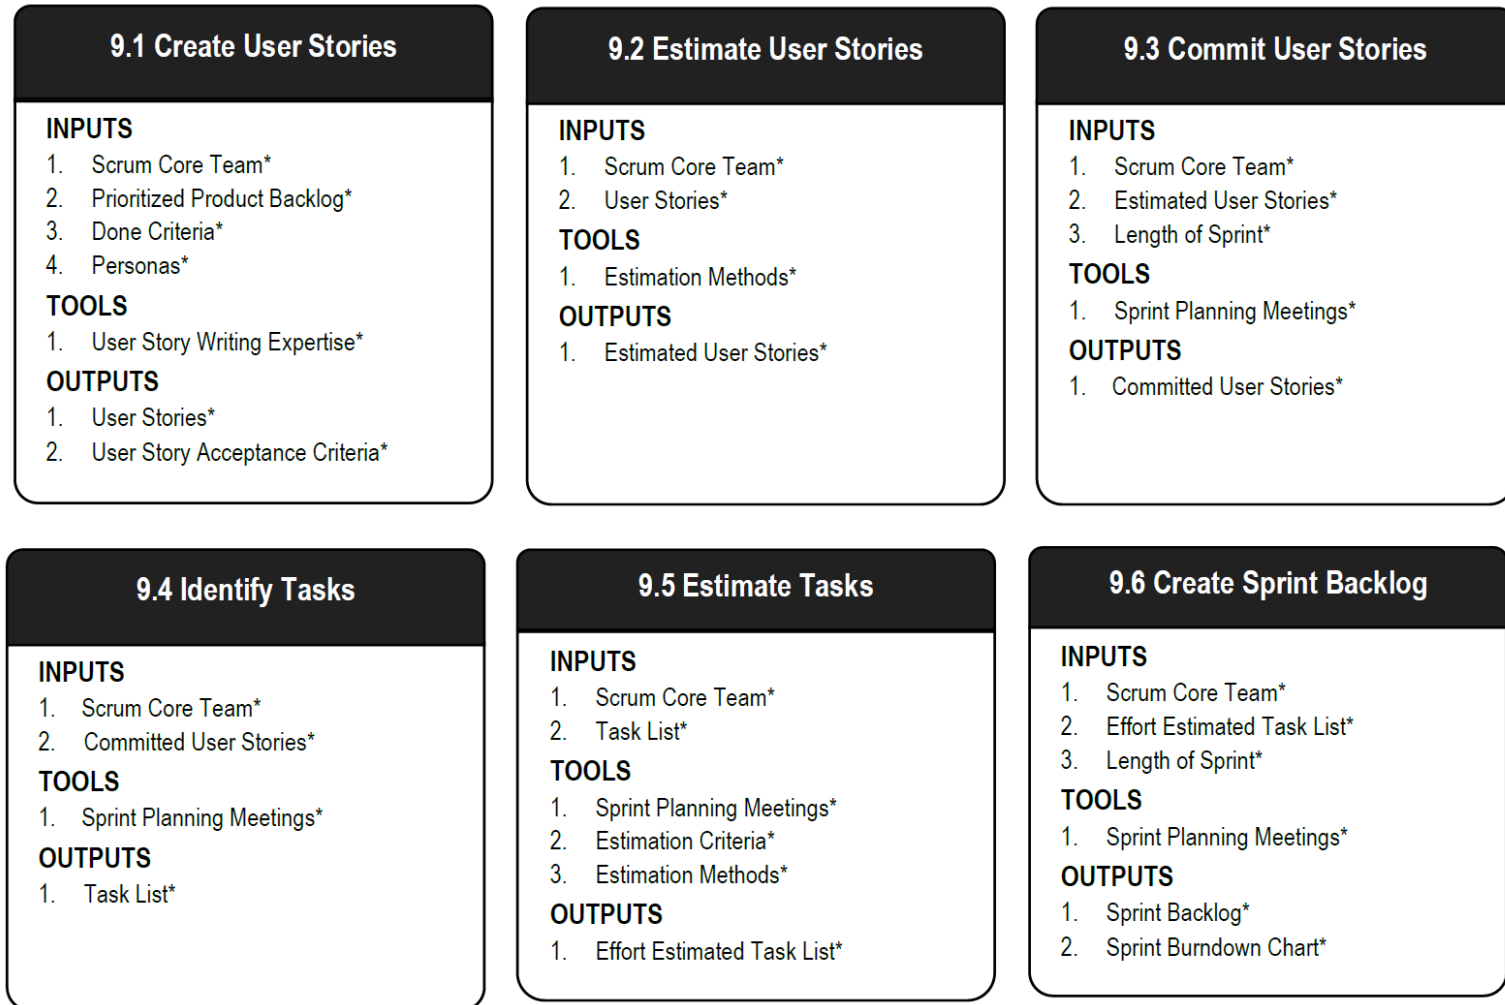 9.1 Create User Stories
INPUTS
1. Scrum Core Team*
2. Prioritized Product Backlog*
3. Done Criteria*
4. Personas*
TOOLS
1. User Story Writing Expertise*
OUTPUTS
1. User Stories*
2. User Story Acceptance Criteria*
9.2 Estimate User Stories
INPUTS
1. Scrum Core Team*
2. User Stories*
TOOLS
1. Estimation Methods*
OUTPUTS
1. Estimated User Stories*
9.3 Commit User Stories
INPUTS
1. Scrum Core Team*
2. Estimated User Stories*
3. Length of Sprint*
TOOLS
1. Sprint Planning Meetings*
OUTPUTS
1. Committed User Stories*
9.4 Identify Tasks
INPUTS
1. Scrum Core Team*
2. Committed User Stories*
TOOLS
1. Sprint Planning Meetings*
OUTPUTS
1. Task List*
9.5 Estimate Tasks
INPUTS
1. Scrum Core Team*
2. Task List*
TOOLS
1. Sprint Planning Meetings*
2. Estimation Criteria*
3. Estimation Methods*
OUTPUTS
1. Effort Estimated Task List*
9.6 Create Sprint Backlog
INPUTS
1. Scrum Core Team*
2. Effort Estimated Task List*
3. Length of Sprint*
TOOLS
1. Sprint Planning Meetings*
OUTPUTS
1. Sprint Backlog*
2. Sprint Burndown Chart*